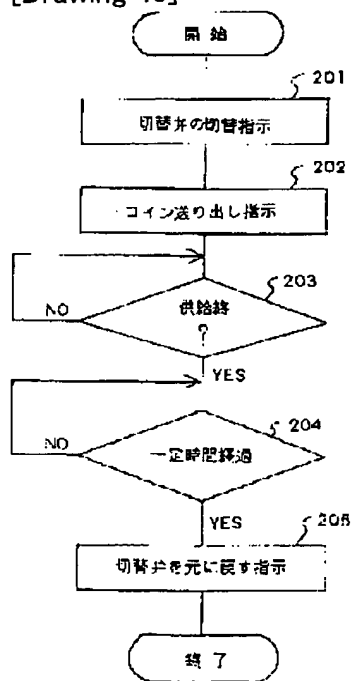 開始
201
切替弁の切替指示
202
コイン送り出し指示
203
供給終
?
NO
YES
204
一定時間経過
NO
YES
205
切替弁を元に戻す指示
終了